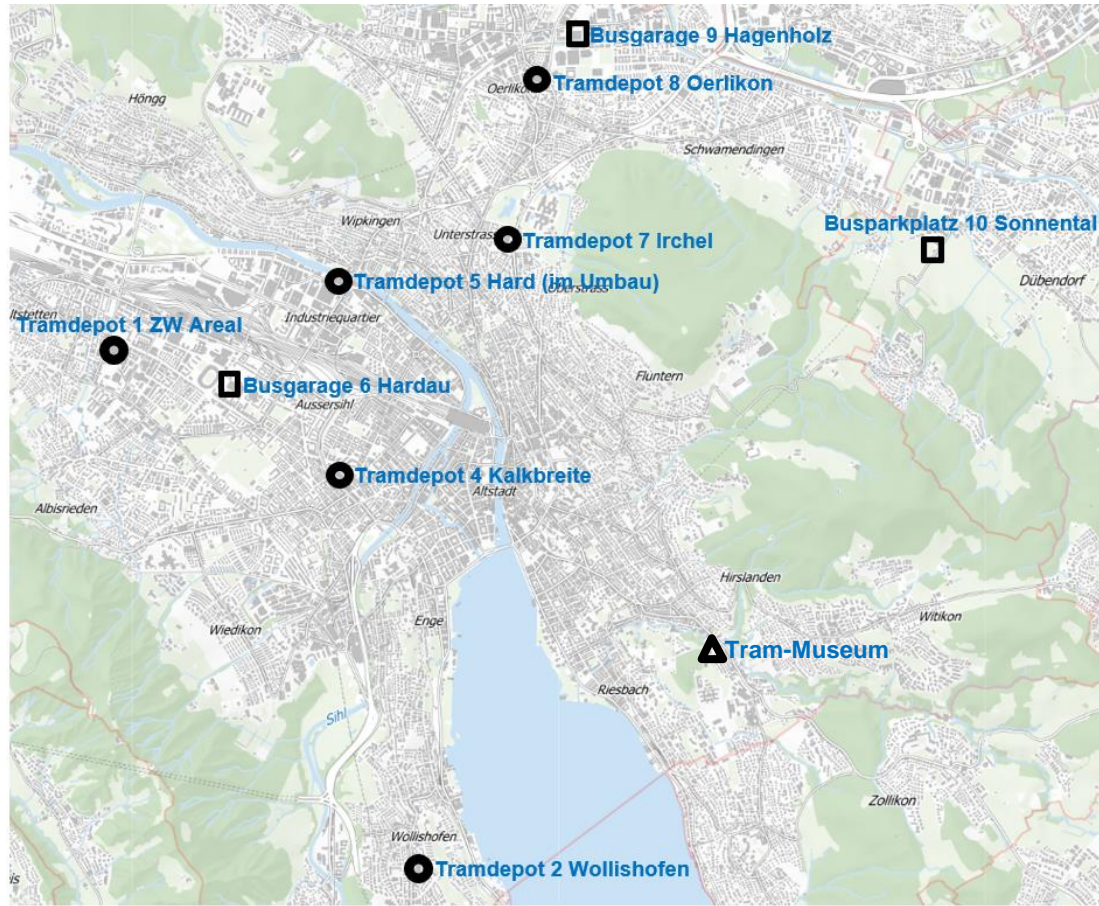 Busgarage 9 Hagenholz
Tramdepot 8 Oerlikon
Oerlikon
Höngg
Schwamendingen
Wipkingen
Unterstrass
Tramdepot 7 Irchel
Busparkplatz 10 Sonnental
Tramdepot 5 Hard (im Umbau)
Oberstrass
Dübendorf
ltstetten
Industriequartier
Tramdepot 1 ZW Areal
Busgarage 6 Hardau
Fluntern
Aussersihl
Tramdepot 4 Kalkbreite
Altstadt
Albisrieden
Hirslanden
Witikon
Enge
Wiedikon
Tram-Museum
Riesbach
Sihl
Zollikon
Wollishofen
Tramdepot 2 Wollishofen
is